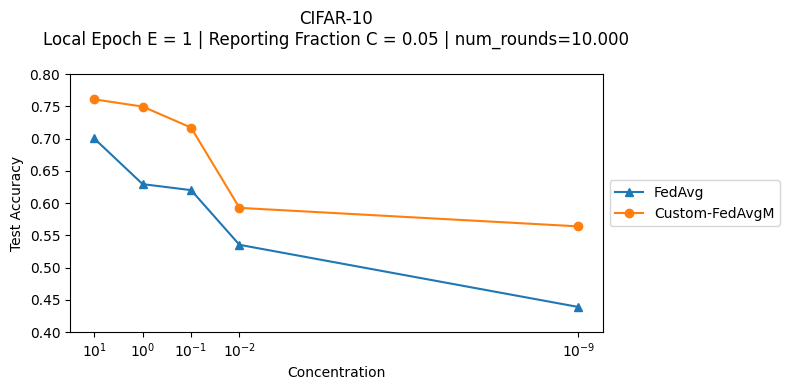 CIFAR-10
Local Epoch E = 1 | Reporting Fraction C = 0.05 | num_rounds=10.000
0.80
0.75
0.70
0.65
0.60
0.55
0.50
0.45
0.40
Test Accuracy
FedAvg
Custom-FedAvgM
10¹ 10⁰ 10⁻¹ 10⁻² 10⁻⁹
Concentration